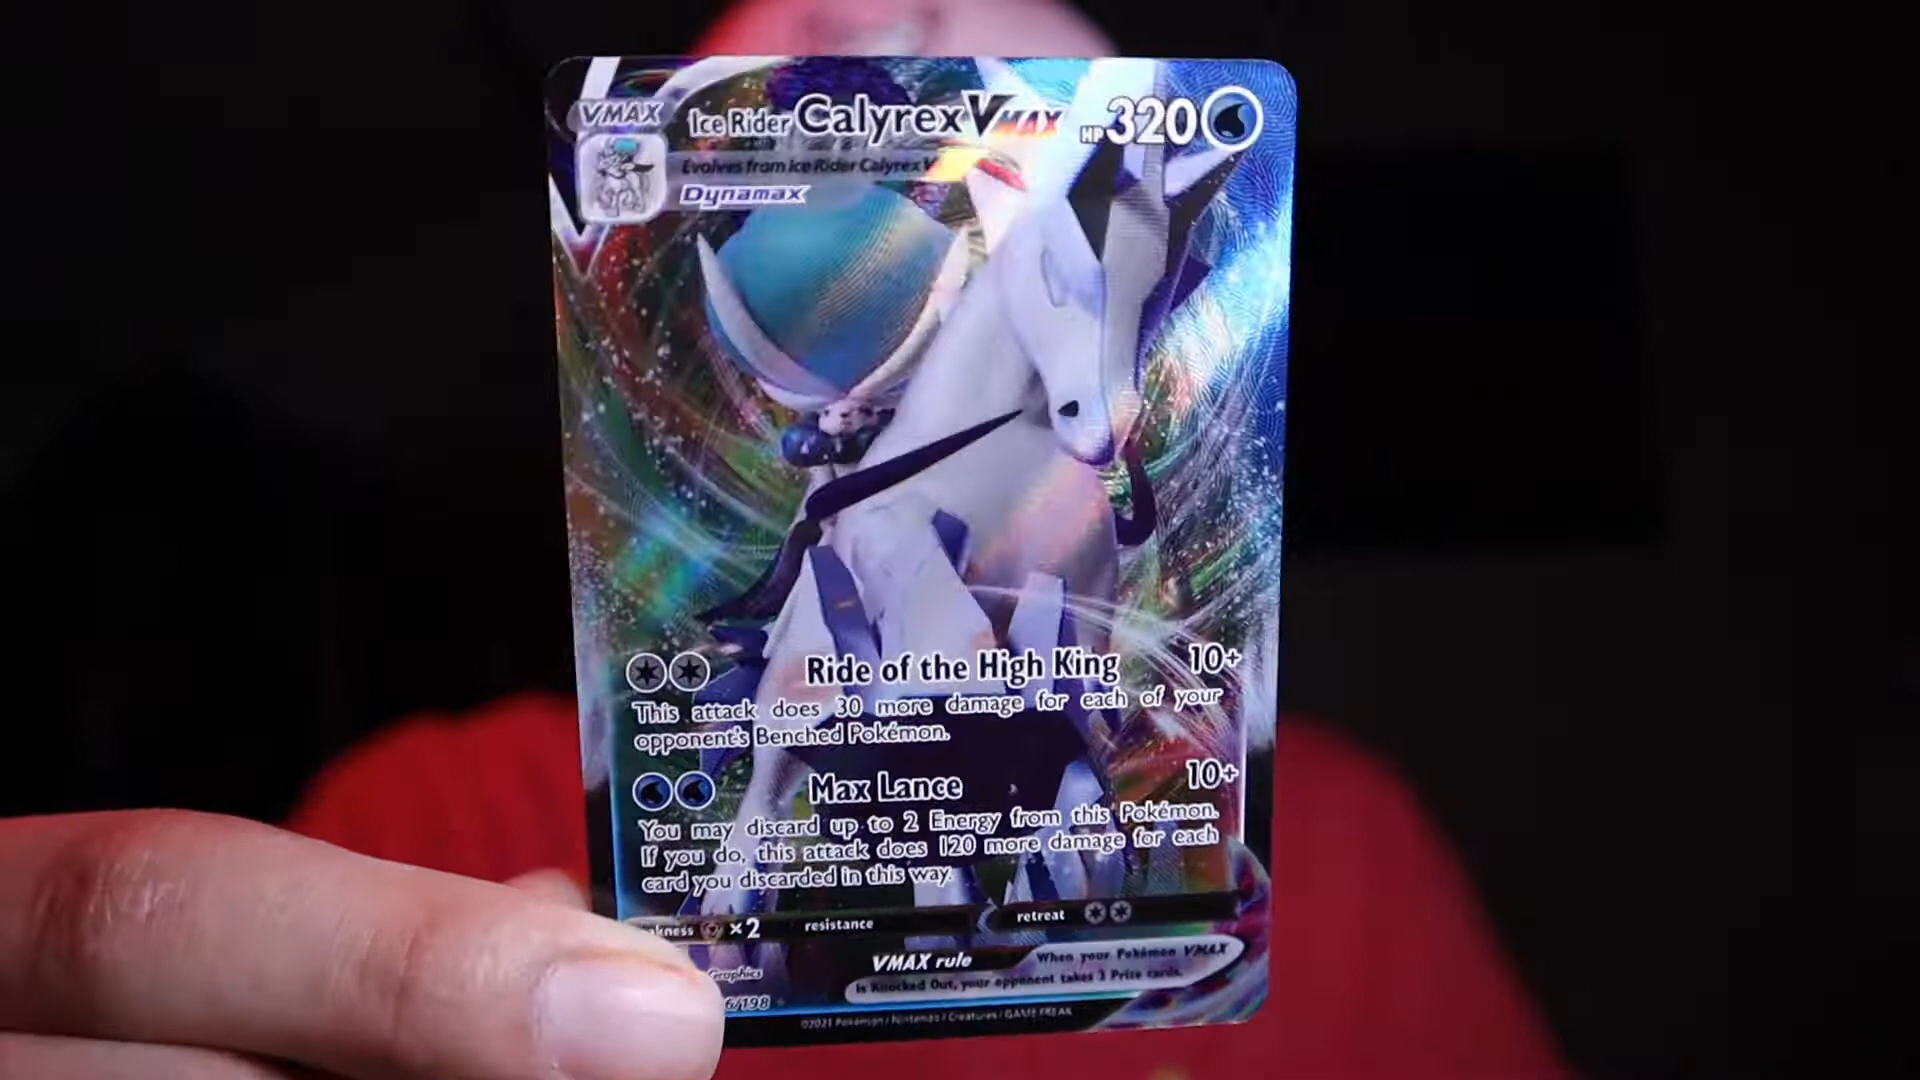 VMAX Ice Rider Calyrex VMAX HP 320
Evolves from Ice Rider Calyrex V
Dynamax
Ride of the High King 10+
This attack does 30 more damage for each of your
opponent's Benched Pokémon.
Max Lance 10+
You may discard up to 2 Energy from this Pokémon.
If you do, this attack does 120 more damage for each
card you discarded in this way.
akness ×2 resistance retreat
VMAX rule When your Pokémon VMAX
is Knocked Out, your opponent takes 3 Prize cards.
Graphics
6/198
©2021 Pokémon / Nintendo / Creatures / GAME FREAK